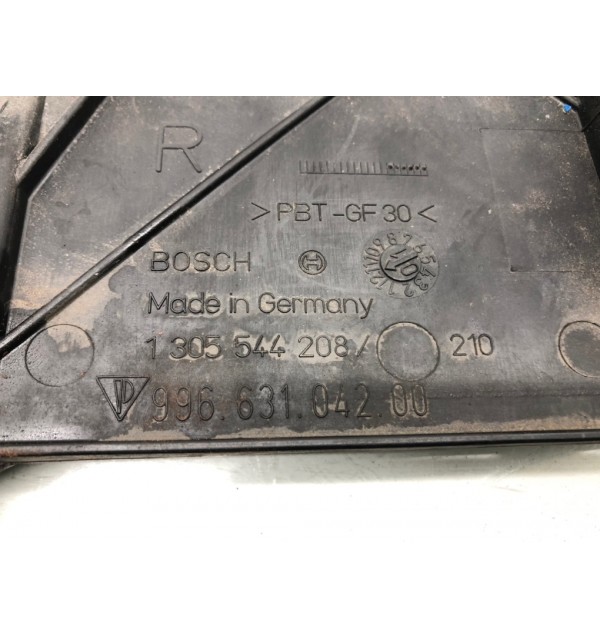 R
>PBT-GF30<
BOSCH
Made in Germany
1 305 544 208/ 210
996.631.042.00